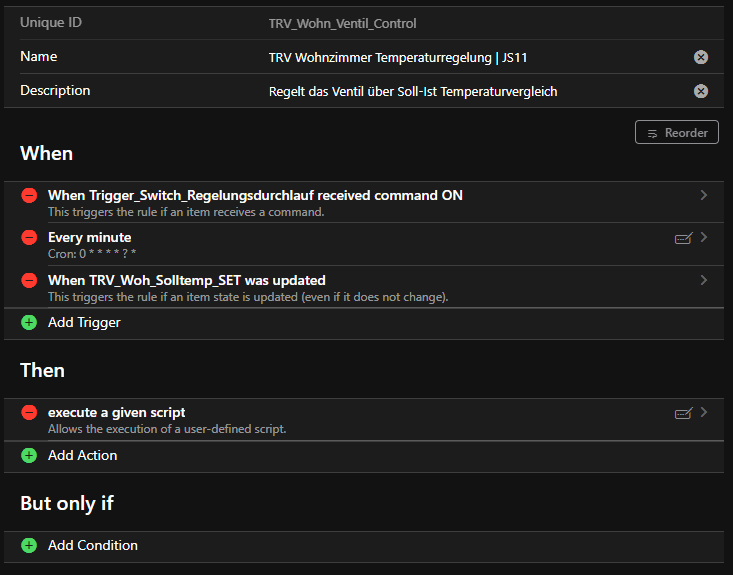 Unique ID TRV_Wohn_Ventil_Control
Name TRV Wohnzimmer Temperaturregelung | JS11
Description Regelt das Ventil über Soll-Ist Temperaturvergleich
Reorder
When
When Trigger_Switch_Regelungsdurchlauf received command ON
This triggers the rule if an item receives a command.
Every minute
Cron: 0 * * * * ? *
When TRV_Woh_Solltemp_SET was updated
This triggers the rule if an item state is updated (even if it does not change).
Add Trigger
Then
execute a given script
Allows the execution of a user-defined script.
Add Action
But only if
Add Condition